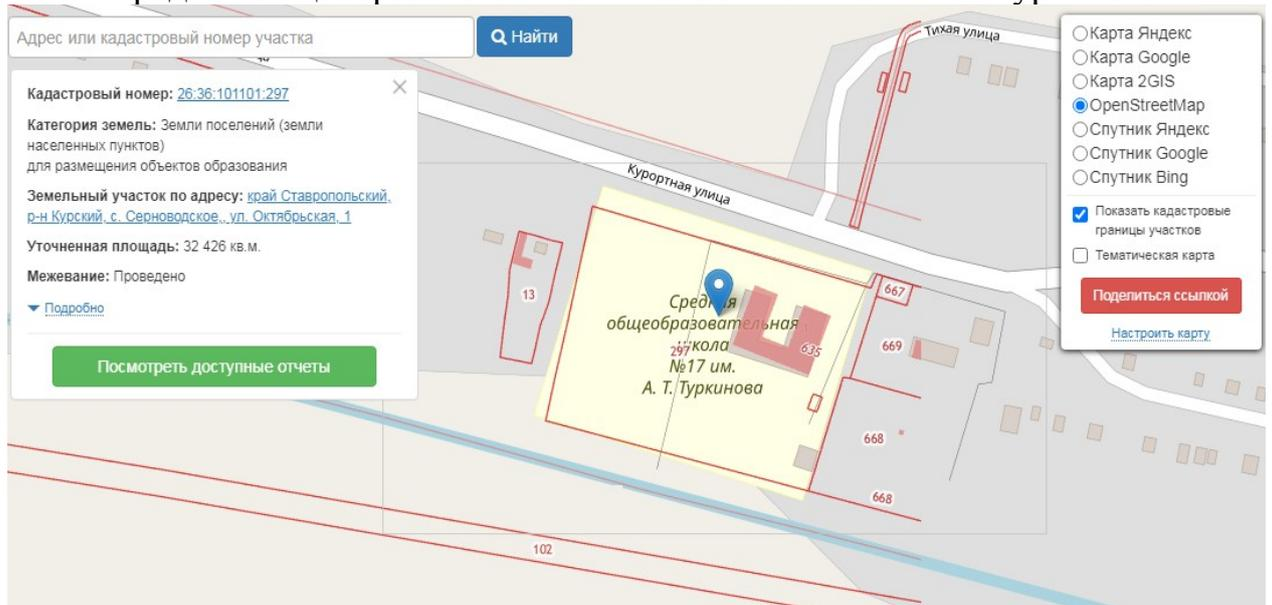 Адрес или кадастровый номер участка
Найти
Кадастровый номер: 26:36:101101:297
Категория земель: Земли поселений (земли
населенных пунктов)
для размещения объектов образования
Земельный участок по адресу: край Ставропольский,
р-н Курский, с. Серноводское,, ул. Октябрьская, 1
Уточненная площадь: 32 426 кв.м.
Межевание: Проведено
Подробно
Посмотреть доступные отчеты
Тихая улица
Курортная улица
13
Средняя
общеобразовательная
школа
№17 им.
А. Т. Туркинова
297
635
667
669
668
668
102
Карта Яндекс
Карта Google
Карта 2GIS
OpenStreetMap
Спутник Яндекс
Спутник Google
Спутник Bing
Показать кадастровые
границы участков
Тематическая карта
Поделиться ссылкой
Настроить карту